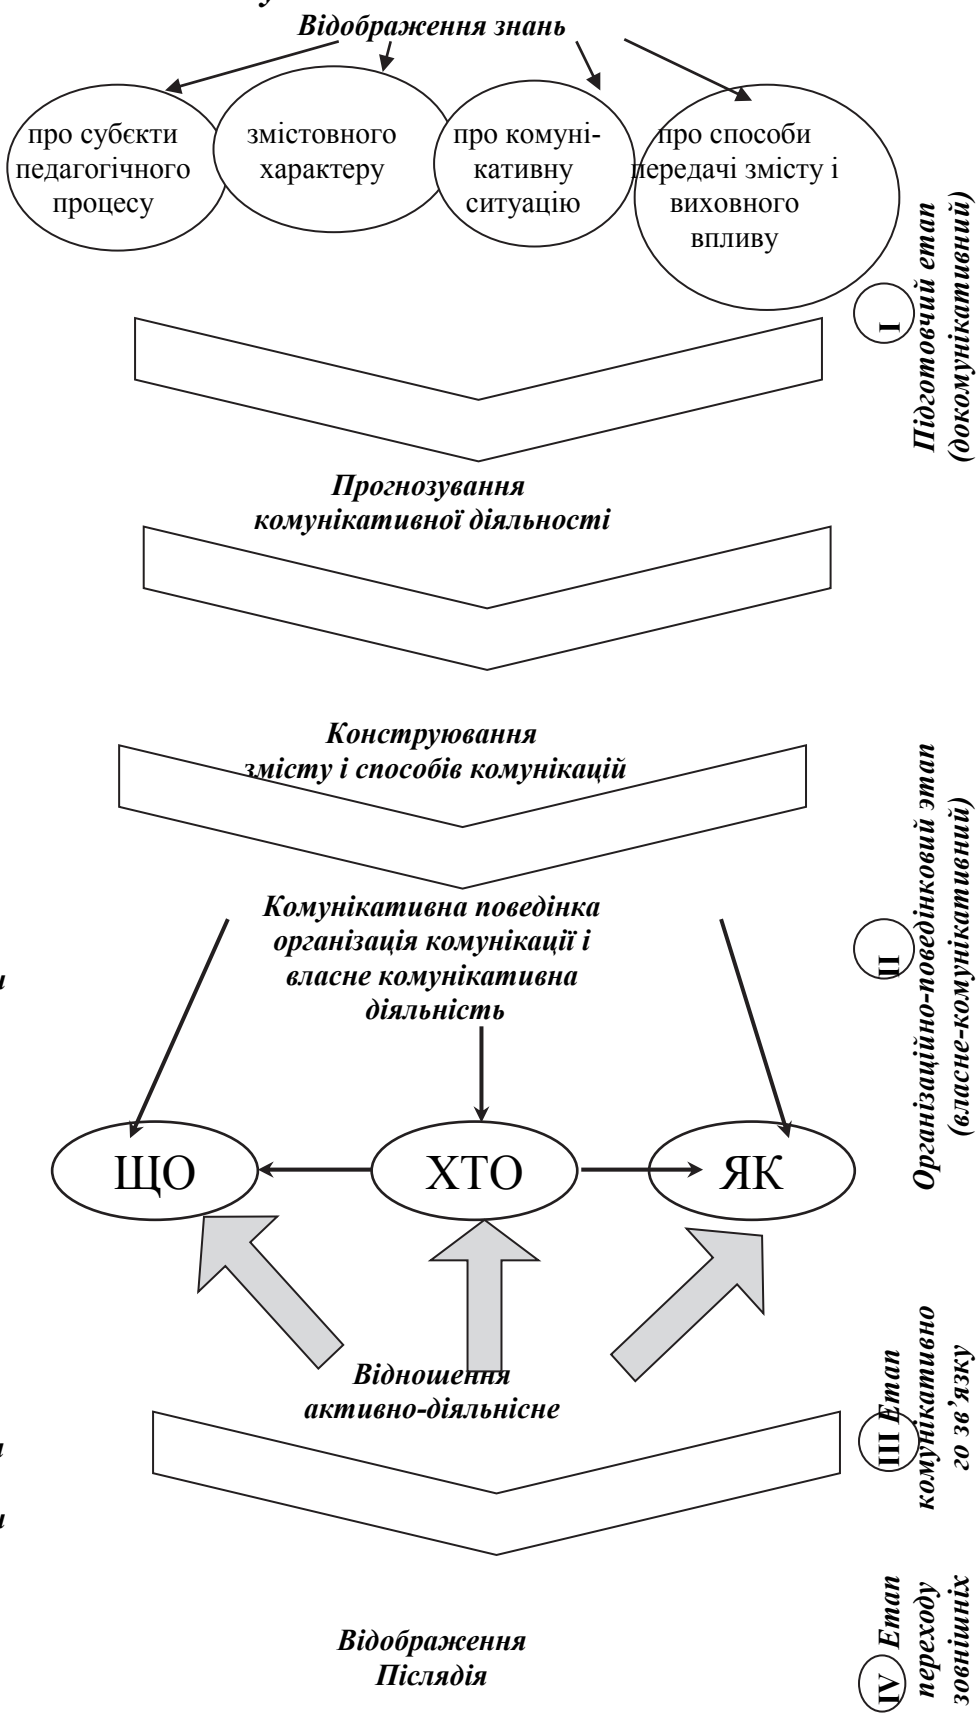 Відображення знань
про субєкти
педагогічного
процесу
змістовного
характеру
про комуні-
кативну
ситуацію
про способи
передачі змісту і
виховного
впливу
I
Підготовчий етап
(докомунікативний)
Прогнозування
комунікативної діяльності
Конструювання
змісту і способів комунікацій
Комунікативна поведінка
організація комунікації і
власне комунікативна
діяльність
II
Організаційно-поведінковий этап
(власне-комунікативний)
ЩО
ХТО
ЯК
Відношення
активно-діяльнісне
III Етап
комунікативно
го зв’язку
Відображення
Післядія
IV Етап
переходу
зовнішніх